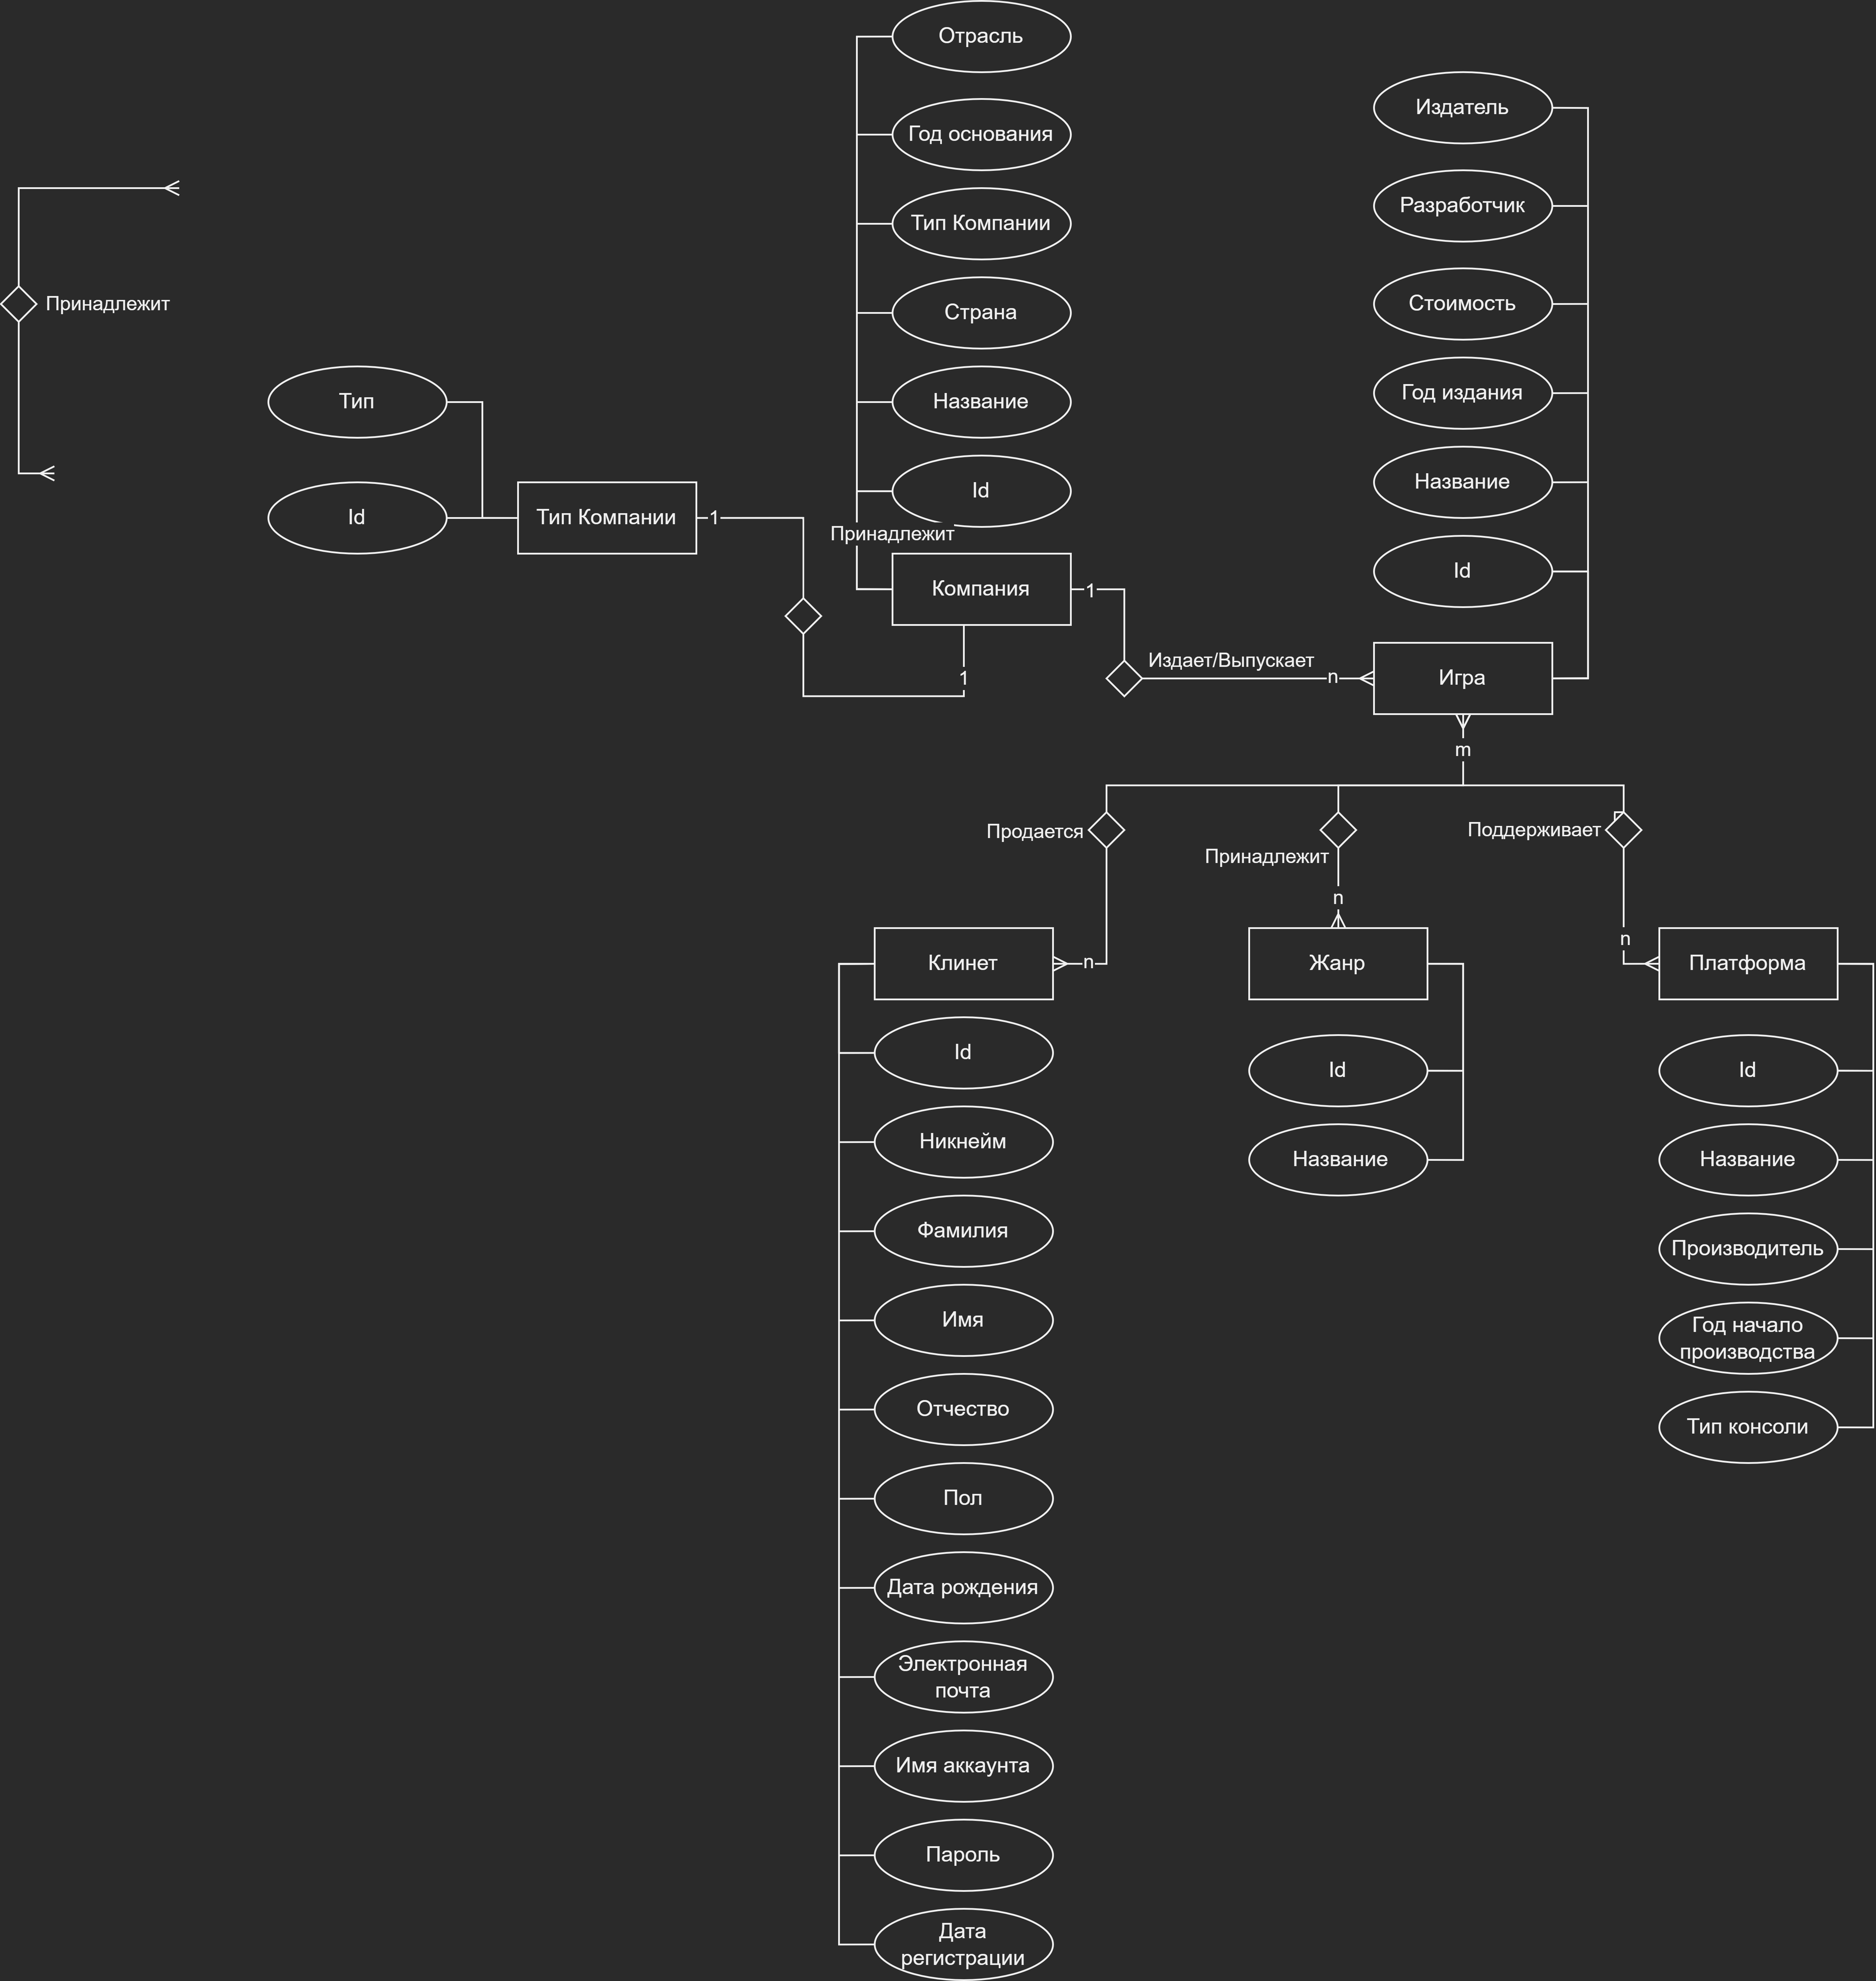 Отрасль
Год основания
Тип Компании
Страна
Название
Id
Издатель
Разработчик
Стоимость
Год издания
Название
Id
Принадлежит
Тип
Id
Тип Компании
1
Принадлежит
Компания
1
1
Издает/Выпускает
n
Игра
m
Продается
Принадлежит
Поддерживает
n
n
n
Клинет
Id
Никнейм
Фамилия
Имя
Отчество
Пол
Дата рождения
Электронная
почта
Имя аккаунта
Пароль
Дата
регистрации
Жанр
Id
Название
Платформа
Id
Название
Производитель
Год начало
производства
Тип консоли